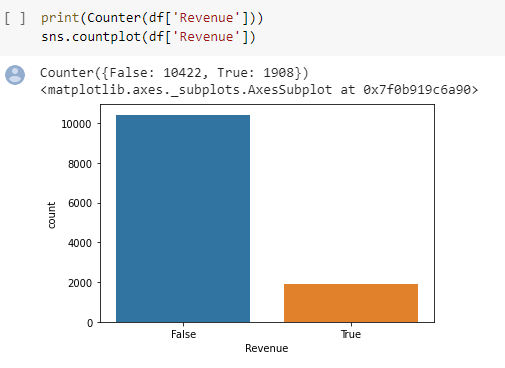 [ ] print(Counter(df['Revenue']))
sns.countplot(df['Revenue'])
Counter({False: 10422, True: 1908})
<matplotlib.axes._subplots.AxesSubplot at 0x7f0b919c6a90>
10000
8000
6000
4000
2000
0
count
False True
Revenue